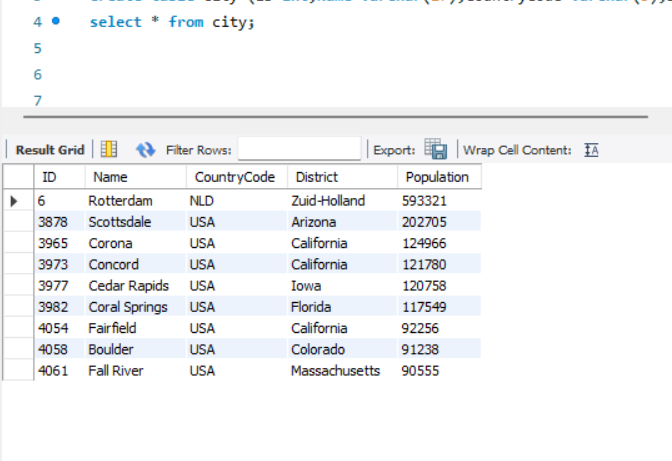 4 select * from city;
5
6
7
Result Grid Filter Rows: Export: Wrap Cell Content: IA
ID Name CountryCode District Population
6 Rotterdam NLD Zuid-Holland 593321
3878 Scottsdale USA Arizona 202705
3965 Corona USA California 124966
3973 Concord USA California 121780
3977 Cedar Rapids USA Iowa 120758
3982 Coral Springs USA Florida 117549
4054 Fairfield USA California 92256
4058 Boulder USA Colorado 91238
4061 Fall River USA Massachusetts 90555